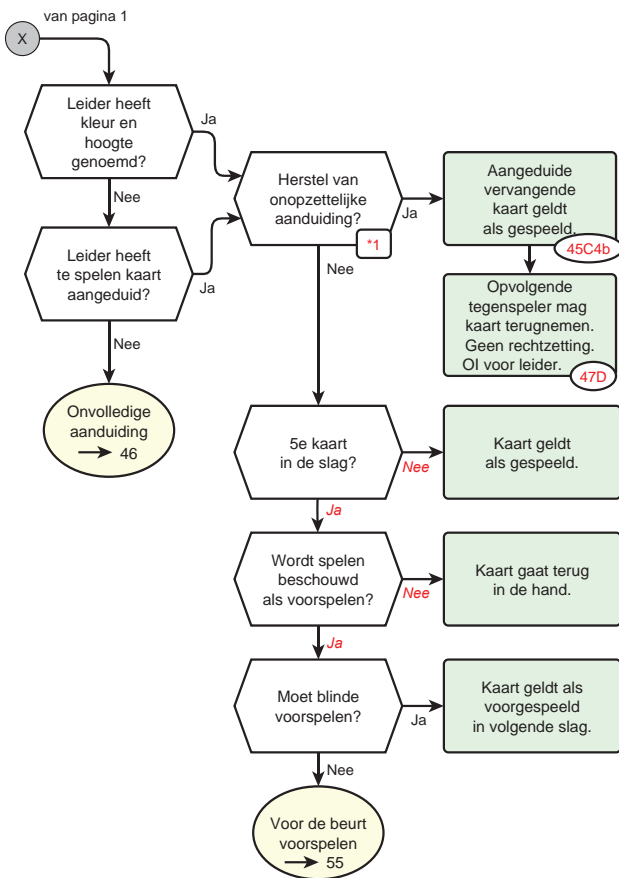 van pagina 1
X
Leider heeft
kleur en
hoogte
genoemd?
Ja
Nee
Herstel van
onopzettelijke
aanduiding?
*1
Ja
Nee
Aangeduide
vervangende
kaart geldt
als gespeeld.
45C4b
Leider heeft
te spelen kaart
aangeduid?
Ja
Nee
Opvolgende
tegenspeler mag
kaart terugnemen.
Geen rechtzetting.
OI voor leider.
47D
Onvolledige
aanduiding
46
5e kaart
in de slag?
Nee
Ja
Kaart geldt
als gespeeld.
Wordt spelen
beschouwd
als voorspelen?
Nee
Ja
Kaart gaat terug
in de hand.
Moet blinde
voorspelen?
Ja
Nee
Kaart geldt als
voorgespeeld
in volgende slag.
Voor de beurt
voorspelen
55